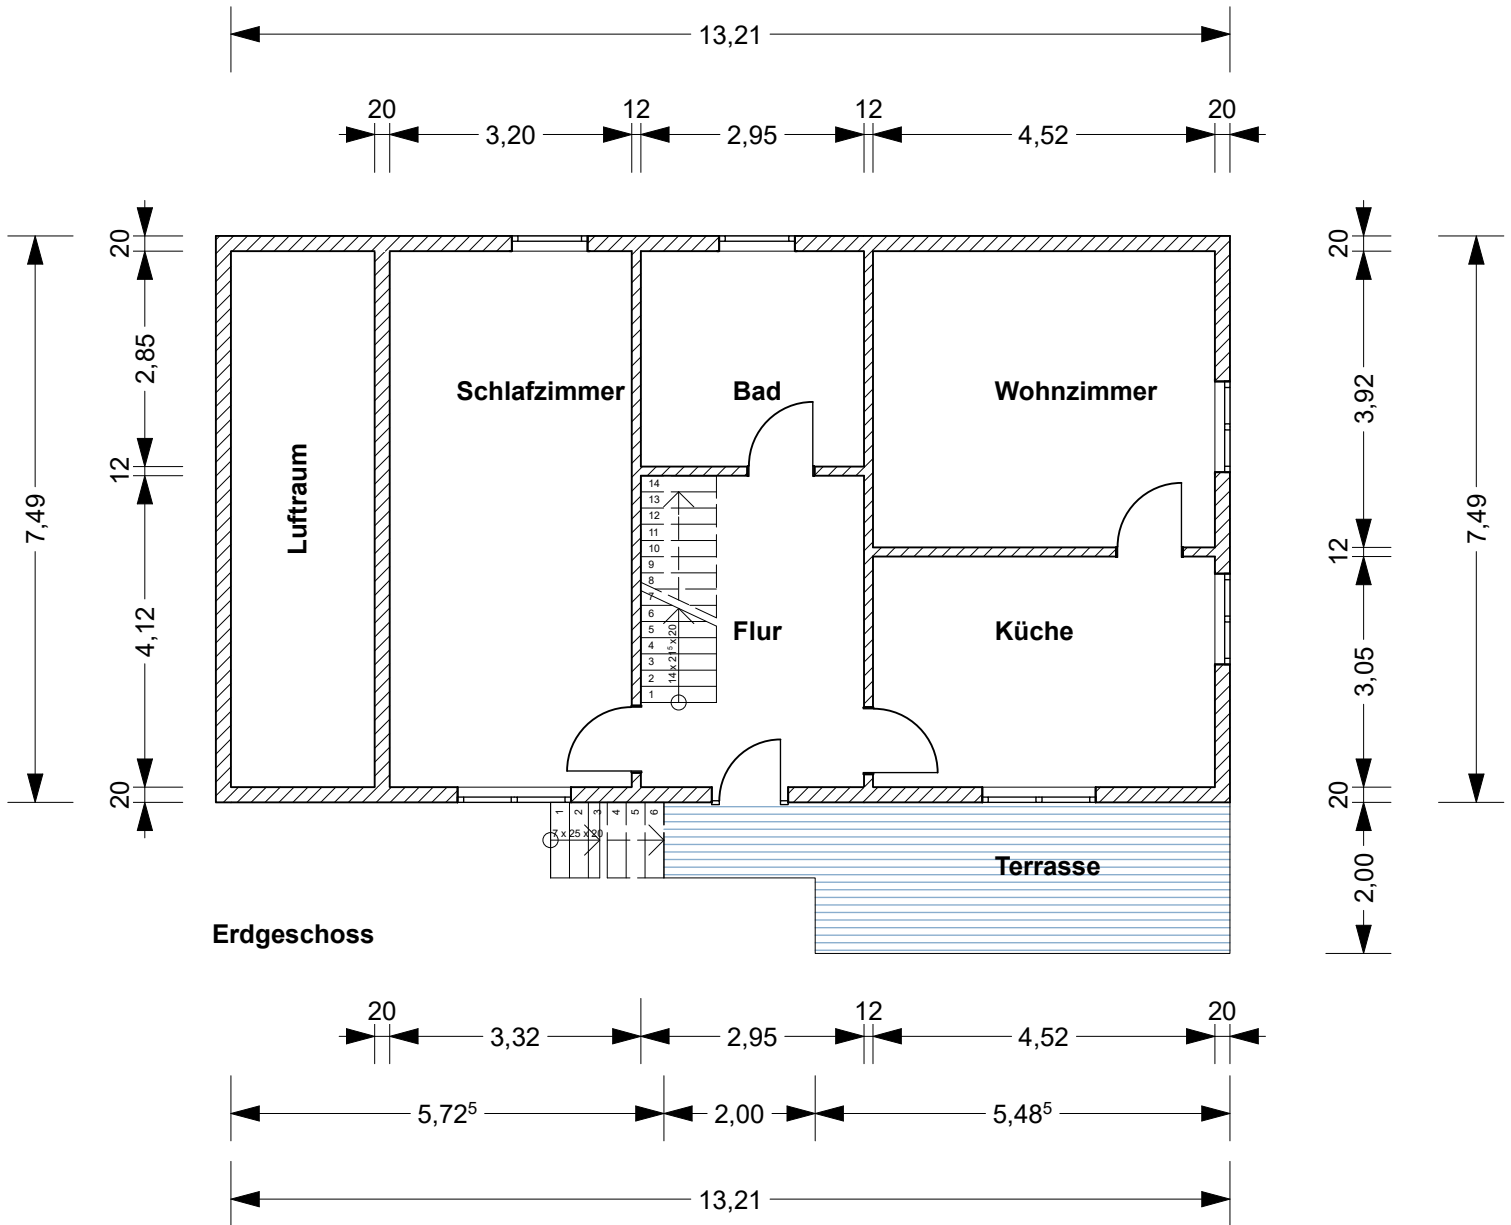 13,21
20 12 12 20
3,20 2,95 4,52
20 2,85 12 4,12 20
7,49
20 3,92 12 3,05 20 2,00
7,49
Schlafzimmer Bad Wohnzimmer
Luftraum
14
13
12
11
10
9
8
7
6
5
4
3
2
1
14 x 21⁵ x 20
Flur Küche
1 2 3 4 5 6
7 x 25 x 20
Terrasse
Erdgeschoss
20 12 20
3,32 2,95 4,52
5,72⁵ 2,00 5,48⁵
13,21